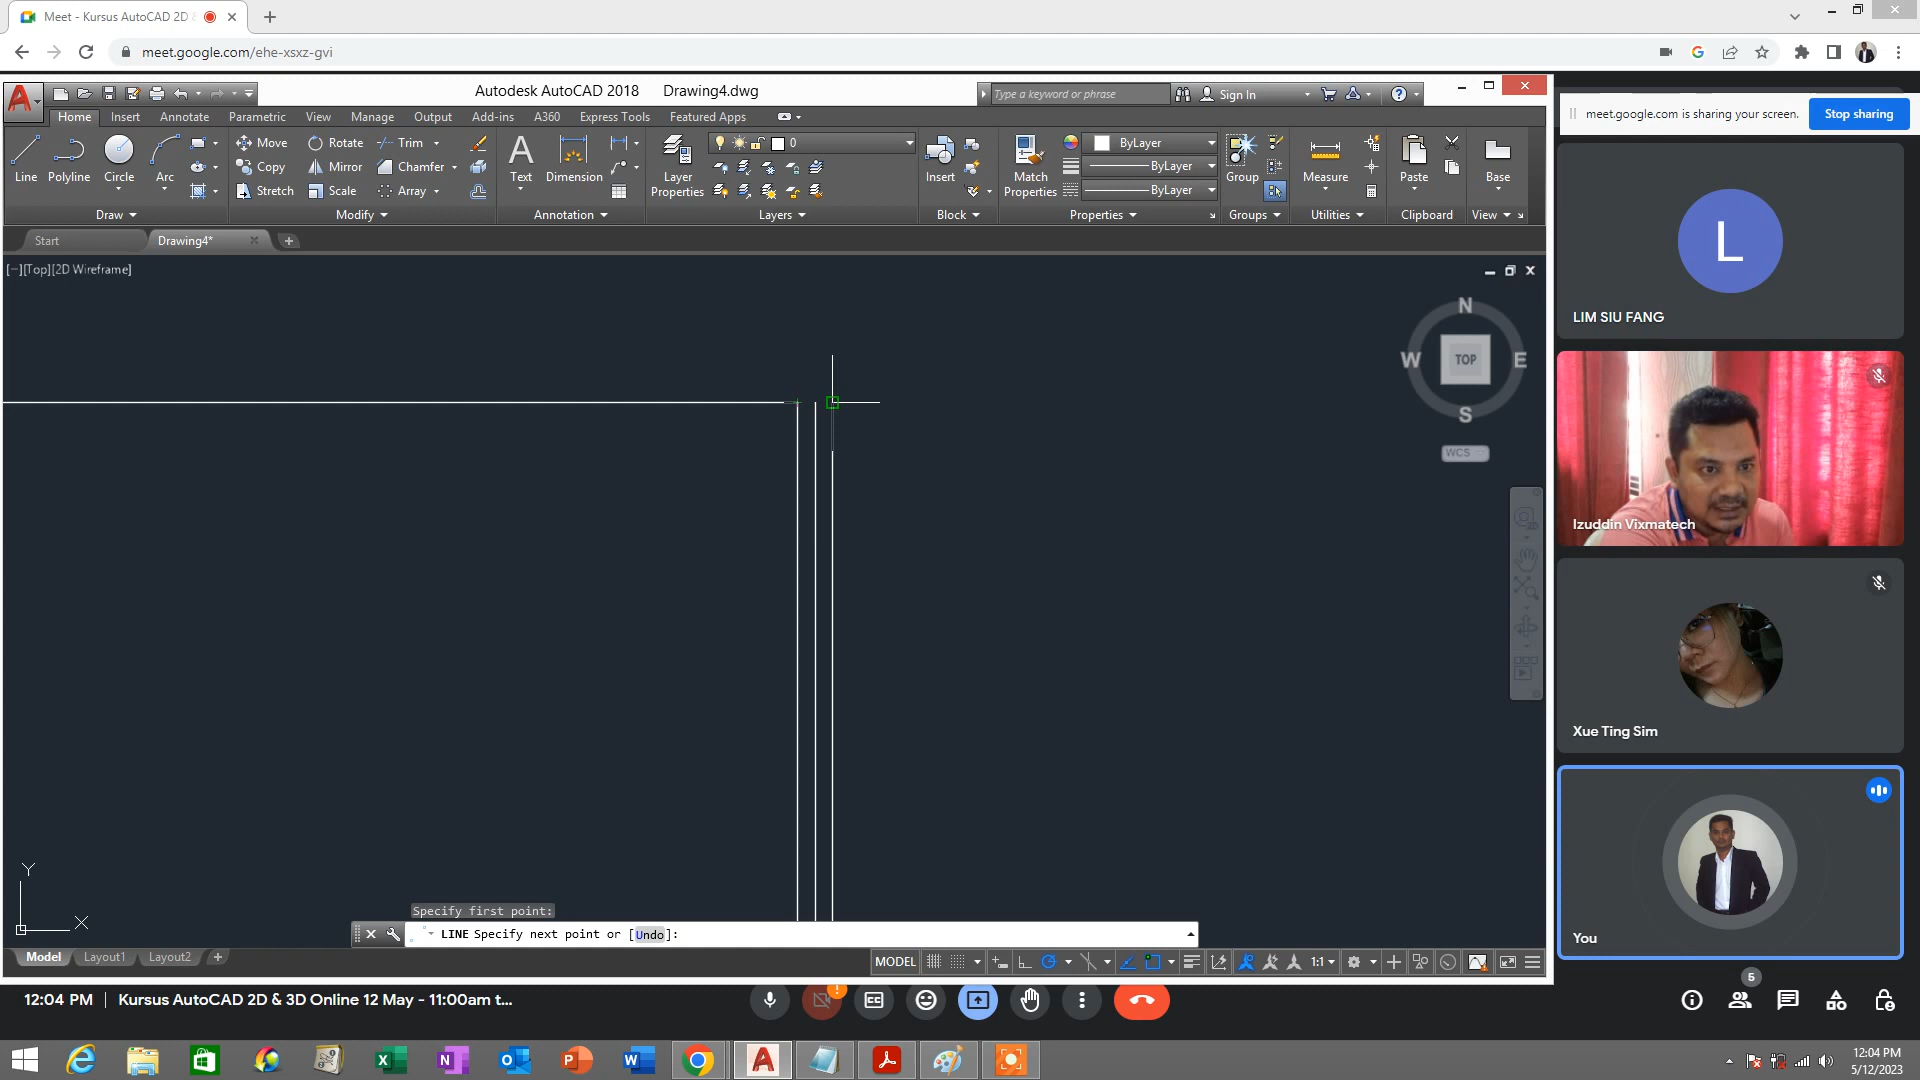 Meet - Kursus AutoCAD 2D
meet.google.com/ehe-xsxz-gvi
Autodesk AutoCAD 2018 Drawing4.dwg
Type a keyword or phrase
Sign In
Home Insert Annotate Parametric View Manage Output Add-ins A360 Express Tools Featured Apps
meet.google.com is sharing your screen.
Stop sharing
Line Polyline Circle Arc
Move Rotate Trim
Copy Mirror Chamfer
Stretch Scale Array
Text Dimension
Layer Properties
0
Insert
Match Properties
ByLayer
ByLayer
ByLayer
Group
Measure
Paste
Base
Draw Modify Annotation Layers Block Properties Groups Utilities Clipboard View
Start Drawing4*
[−][Top][2D Wireframe]
N
W TOP E
S
WCS
L
LIM SIU FANG
Izuddin Vixmatech
Xue Ting Sim
You
Y
X
Specify first point:
LINE Specify next point or [Undo]:
Model Layout1 Layout2
MODEL
1:1
5
12:04 PM Kursus AutoCAD 2D & 3D Online 12 May - 11:00am t...
12:04 PM
5/12/2023